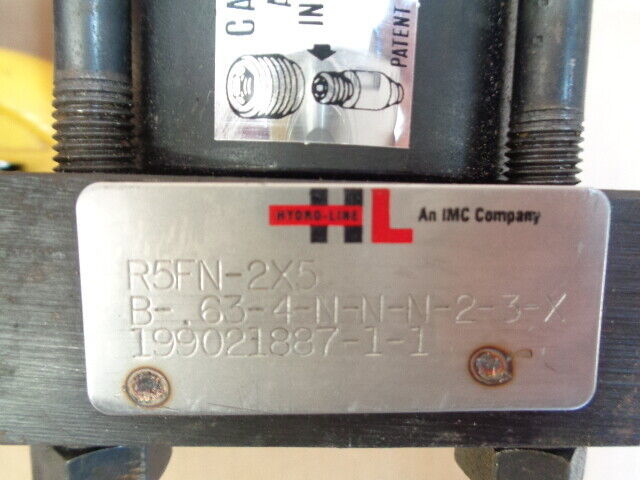 CA
A
IN
PATENT
HYDRO-LINE
HL
An IMC Company
R5FN-2X5
B-.63-4-N-N-N-2-3-X
199021887-1-1